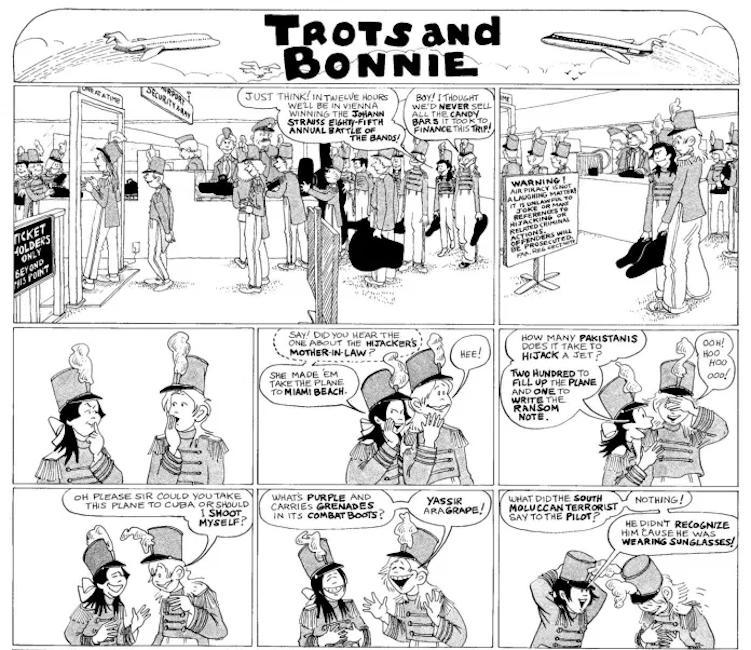 TROTS AND
BONNIE
ONE AT A TIME
AIRPORT
SECURITY AREA
JUST THINK! IN TWELVE HOURS
WE'LL BE IN VIENNA
WINNING THE JOHANN
STRAUSS EIGHTY-FIFTH
ANNUAL BATTLE OF
THE BANDS!
BOY! I THOUGHT
WE'D NEVER SELL
ALL THE CANDY
BARS IT TOOK TO
FINANCE THIS TRIP!
TICKET
HOLDERS
ONLY
BEYOND
THIS POINT
WARNING!
AIR PIRACY IS NOT
A LAUGHING MATTER!
IT IS UNLAWFUL TO
JOKE OR MAKE
REFERENCES TO
HIJACKING OR
RELATED CRIMINAL
ACTIONS.
OFFENDERS WILL
BE PROSECUTED.
SAY! DID YOU HEAR THE
ONE ABOUT THE HIJACKER'S
MOTHER-IN-LAW?
HEE!
SHE MADE 'EM
TAKE THE PLANE
TO MIAMI BEACH.
HOW MANY PAKISTANIS
DOES IT TAKE TO
HIJACK A JET?
TWO HUNDRED TO
FILL UP THE PLANE
AND ONE TO
WRITE THE
RANSOM
NOTE.
OOH!
HOO
HOO
OOO!
OH PLEASE SIR COULD YOU TAKE
THIS PLANE TO CUBA OR SHOULD
I SHOOT
MYSELF?
WHAT'S PURPLE AND
CARRIES GRENADES
IN ITS COMBAT BOOTS?
YASSIR
ARAGRAPE!
WHAT DID THE SOUTH
MOLUCCAN TERRORIST
SAY TO THE PILOT?
NOTHING!
HE DIDN'T RECOGNIZE
HIM 'CAUSE HE WAS
WEARING SUNGLASSES!